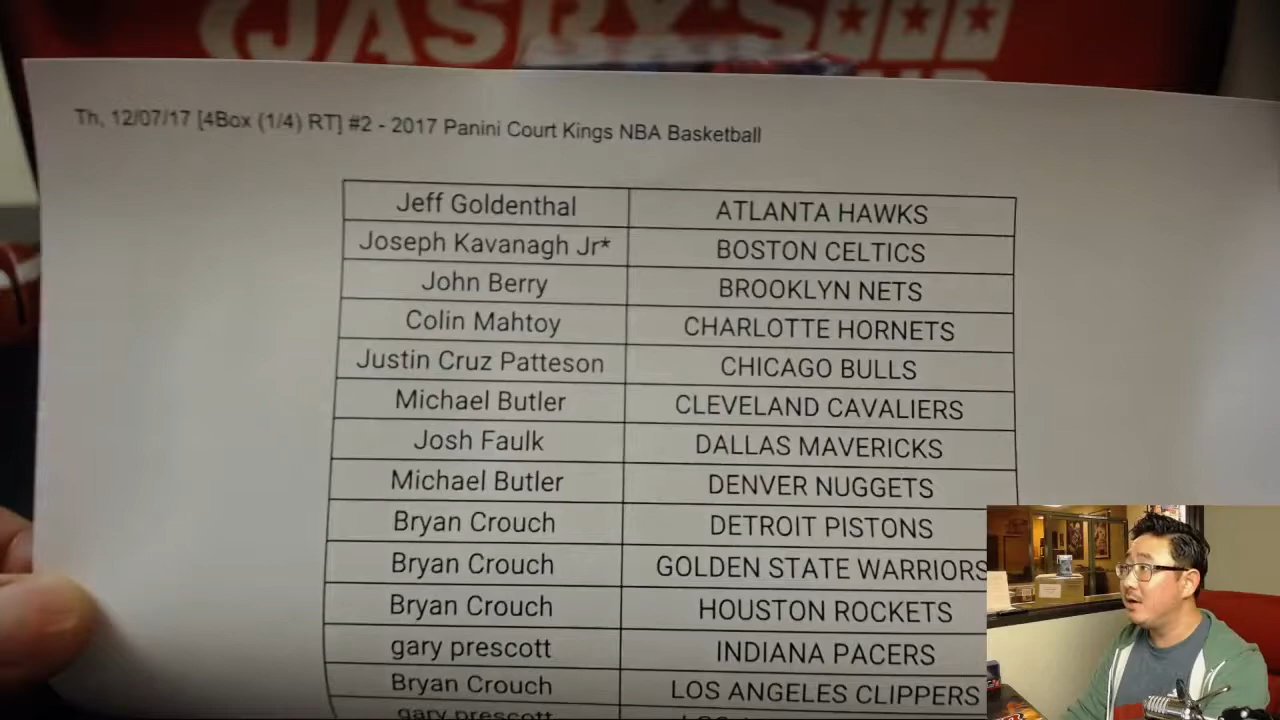 JASPY'S
Th, 12/07/17 [4Box (1/4) RT] #2 - 2017 Panini Court Kings NBA Basketball
Jeff Goldenthal ATLANTA HAWKS
Joseph Kavanagh Jr* BOSTON CELTICS
John Berry BROOKLYN NETS
Colin Mahtoy CHARLOTTE HORNETS
Justin Cruz Patteson CHICAGO BULLS
Michael Butler CLEVELAND CAVALIERS
Josh Faulk DALLAS MAVERICKS
Michael Butler DENVER NUGGETS
Bryan Crouch DETROIT PISTONS
Bryan Crouch GOLDEN STATE WARRIORS
Bryan Crouch HOUSTON ROCKETS
gary prescott INDIANA PACERS
Bryan Crouch LOS ANGELES CLIPPERS
gary prescott